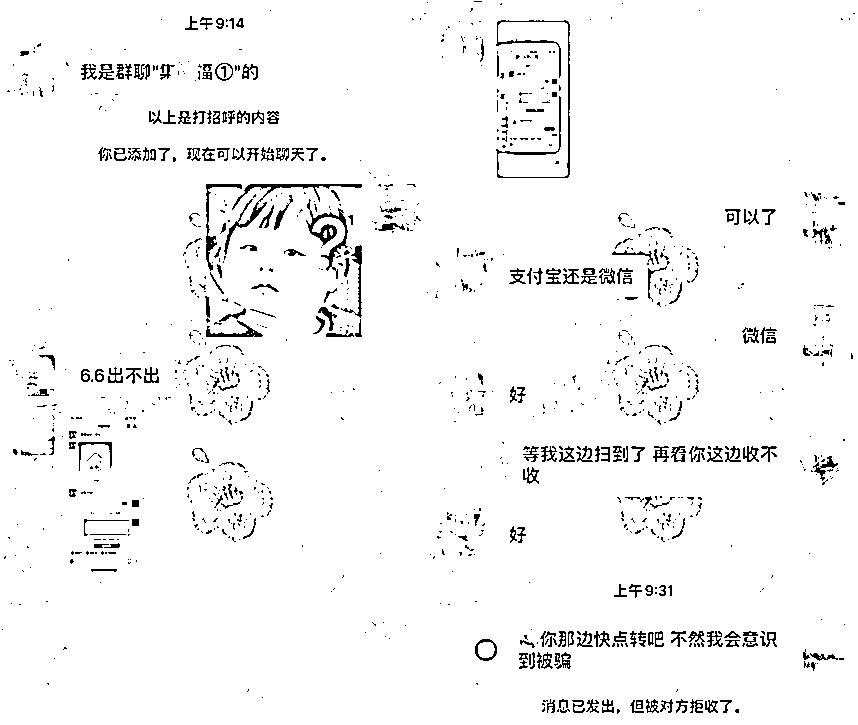 上午9:14
我是群聊"集 福①"的
以上是打招呼的内容
你已添加了，现在可以开始聊天了。
6.6出不出
可以了
支付宝还是微信
微信
好
等我这边扫到了 再看你这边收不
收
好
上午9:31
你那边快点转吧 不然我会意识
到被骗
消息已发出，但被对方拒收了。